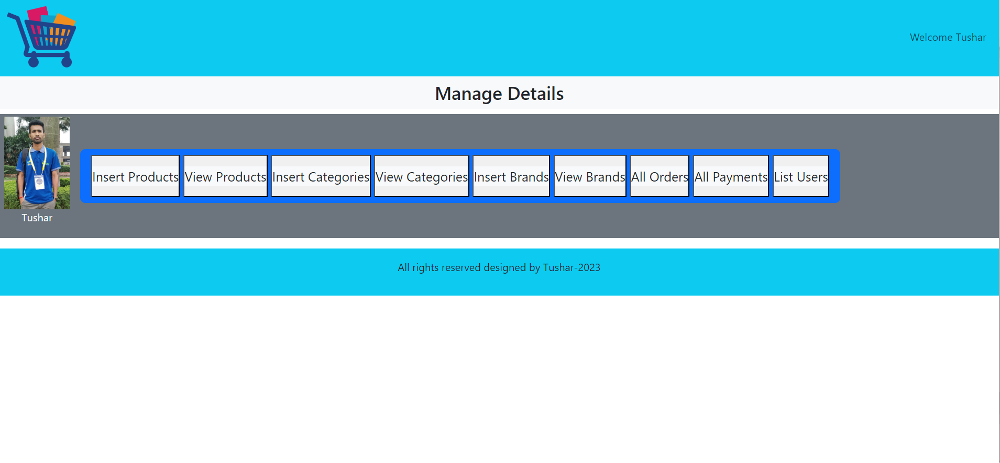 Welcome Tushar
Manage Details
Insert Products View Products Insert Categories View Categories Insert Brands View Brands All Orders All Payments List Users
Tushar
All rights reserved designed by Tushar-2023